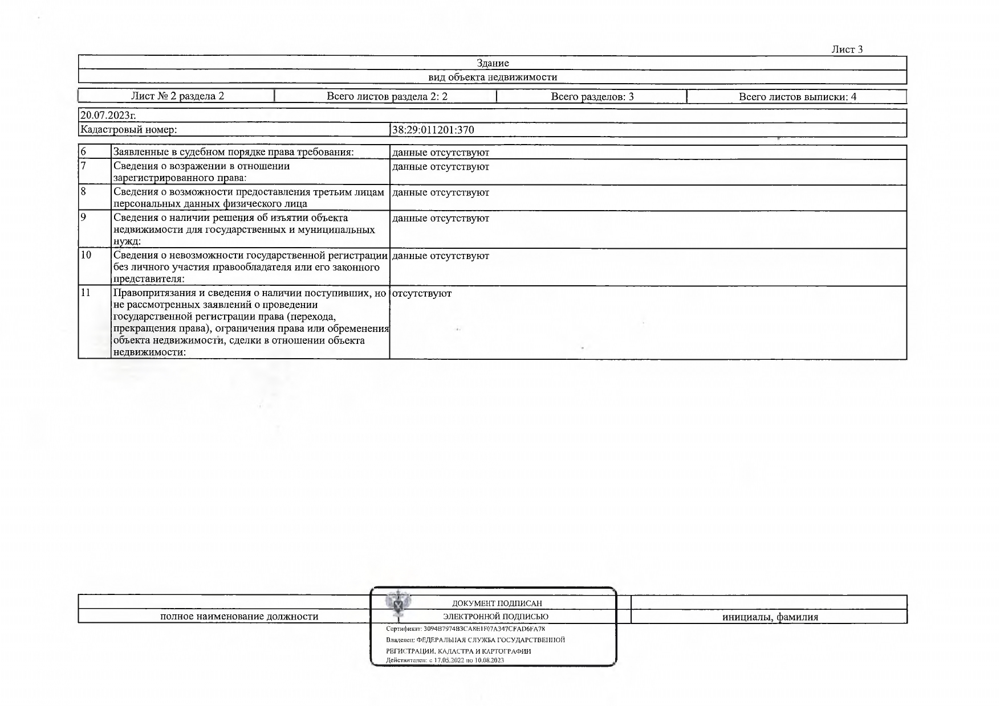 Лист 3
Здание
вид объекта недвижимости
Лист № 2 раздела 2 Всего листов раздела 2: 2 Всего разделов: 3 Всего листов выписки: 4
20.07.2023г.
Кадастровый номер: 38:29:011201:370
6 Заявленные в судебном порядке права требования: данные отсутствуют
7 Сведения о возражении в отношении данные отсутствуют
зарегистрированного права:
8 Сведения о возможности предоставления третьим лицам данные отсутствуют
персональных данных физического лица
9 Сведения о наличии решения об изъятии объекта данные отсутствуют
недвижимости для государственных и муниципальных
нужд:
10 Сведения о невозможности государственной регистрации данные отсутствуют
без личного участия правообладателя или его законного
представителя:
11 Правопритязания и сведения о наличии поступивших, но отсутствуют
не рассмотренных заявлений о проведении
государственной регистрации права (перехода,
прекращения права), ограничения права или обременения
объекта недвижимости, сделки в отношении объекта
недвижимости:
ДОКУМЕНТ ПОДПИСАН
полное наименование должности ЭЛЕКТРОННОЙ ПОДПИСЬЮ инициалы, фамилия
Сертификат: 3094B7974B3CA8E1F07A347CFAD6FA78
Владелец: ФЕДЕРАЛЬНАЯ СЛУЖБА ГОСУДАРСТВЕННОЙ
РЕГИСТРАЦИИ, КАДАСТРА И КАРТОГРАФИИ
Действителен: с 17.05.2022 по 10.08.2023